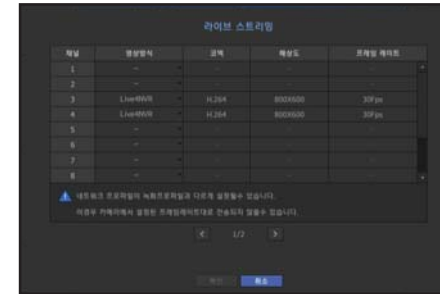 라이브 스트리밍
채널 영상방식 코덱 해상도 프레임 레이트
1 - - - -
2 - - - -
3 Live4NVR H.264 800X600 30Fps
4 Live4NVR H.264 800X600 30Fps
5 - - - -
6 - - - -
7 - - - -
8 - - - -
네트워크 프로파일이 녹화프로파일과 다르게 설정될수 있습니다.
이경우 카메라에서 설정된 프레임레이트대로 전송되지 않을수 있습니다.
< 1/2 >
확인 취소